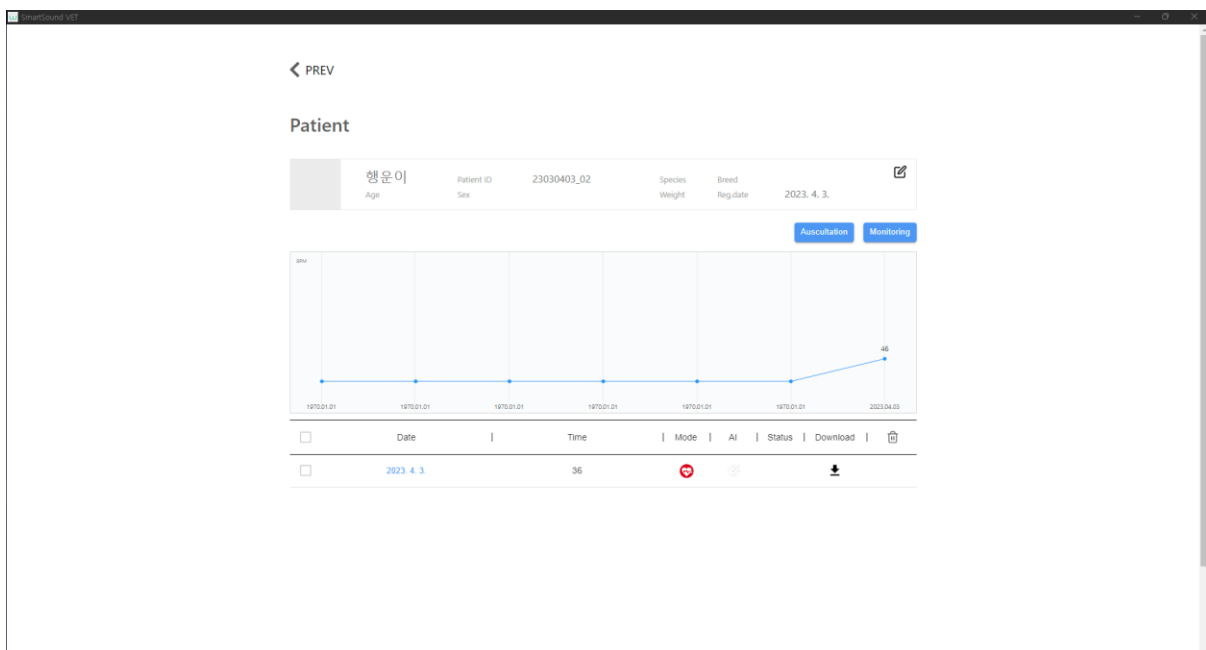 SmartSound VET
PREV
Patient
행운이 Patient ID 23030403_02 Species Breed
Age Sex Weight Reg.date 2023. 4. 3.
Auscultation Monitoring
BPM
46
1970.01.01 1970.01.01 1970.01.01 1970.01.01 1970.01.01 1970.01.01 2023.04.03
Date | Time | Mode | AI | Status | Download |
2023. 4. 3. 36